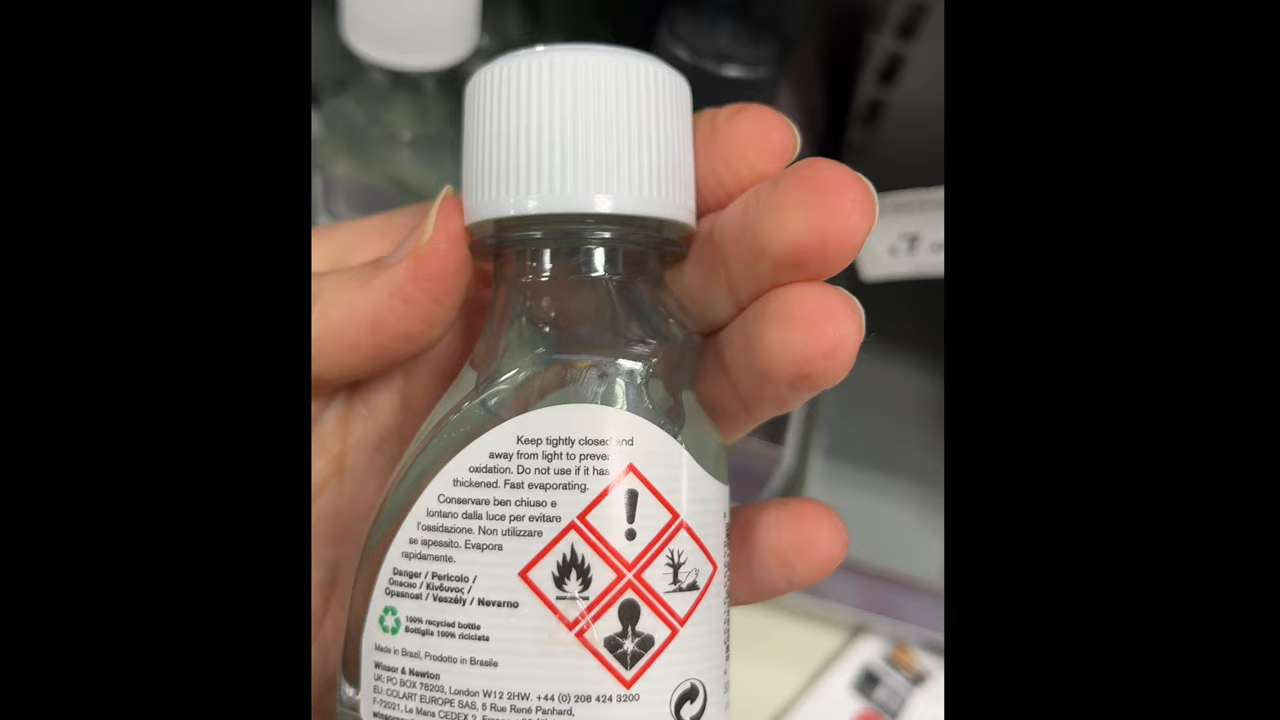 Keep tightly closed and
away from light to preven
oxidation. Do not use if it has
thickened. Fast evaporating.
Conservare ben chiuso e
lontano dalla luce per evitare
l'ossidazione. Non utilizzare
se ispessito. Evapora
rapidamente.
Danger / Pericolo /
Опасно / Κίνδυνος /
Opasnost / Veszély / Nevarno
100% recycled bottle
Bottiglia 100% riciclata
Made in Brazil, Prodotto in Brasile
Winsor & Newton
UK: PO BOX 78203, London W12 2HW. +44 (0) 208 424 3200
EU: COLART EUROPE SAS, 5 Rue René Panhard,
F-72021, Le Mans CEDEX 2,